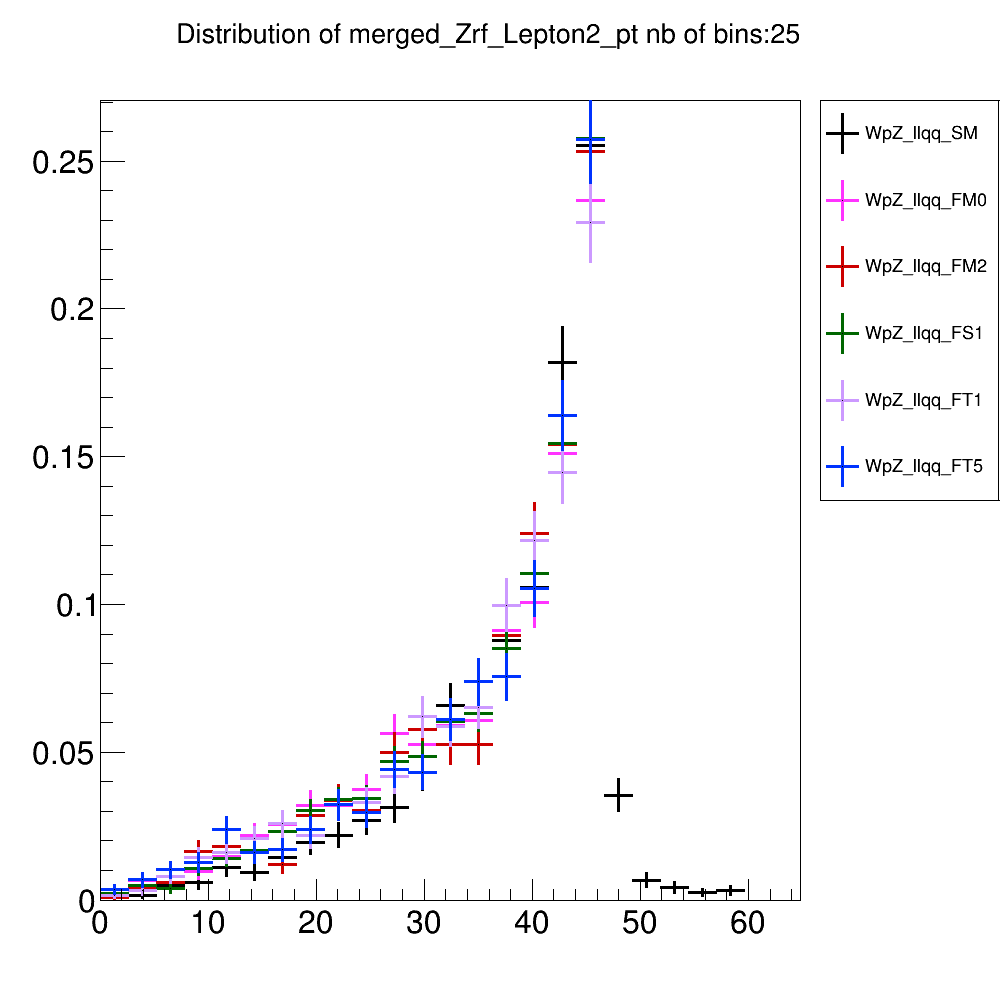 Distribution of merged_Zrf_Lepton2_pt nb of bins:25
WpZ_llqq_SM
WpZ_llqq_FM0
WpZ_llqq_FM2
WpZ_llqq_FS1
WpZ_llqq_FT1
WpZ_llqq_FT5
0.25
0.2
0.15
0.1
0.05
0
0 10 20 30 40 50 60